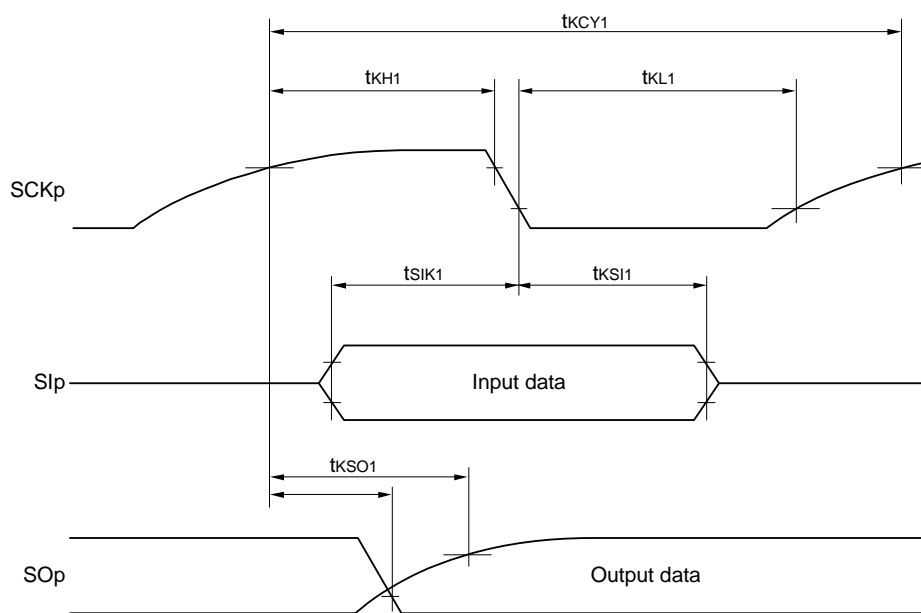 tKCY1
tKH1
tKL1
SCKp
tSIK1
tKSI1
SIp
Input data
tKSO1
SOp
Output data